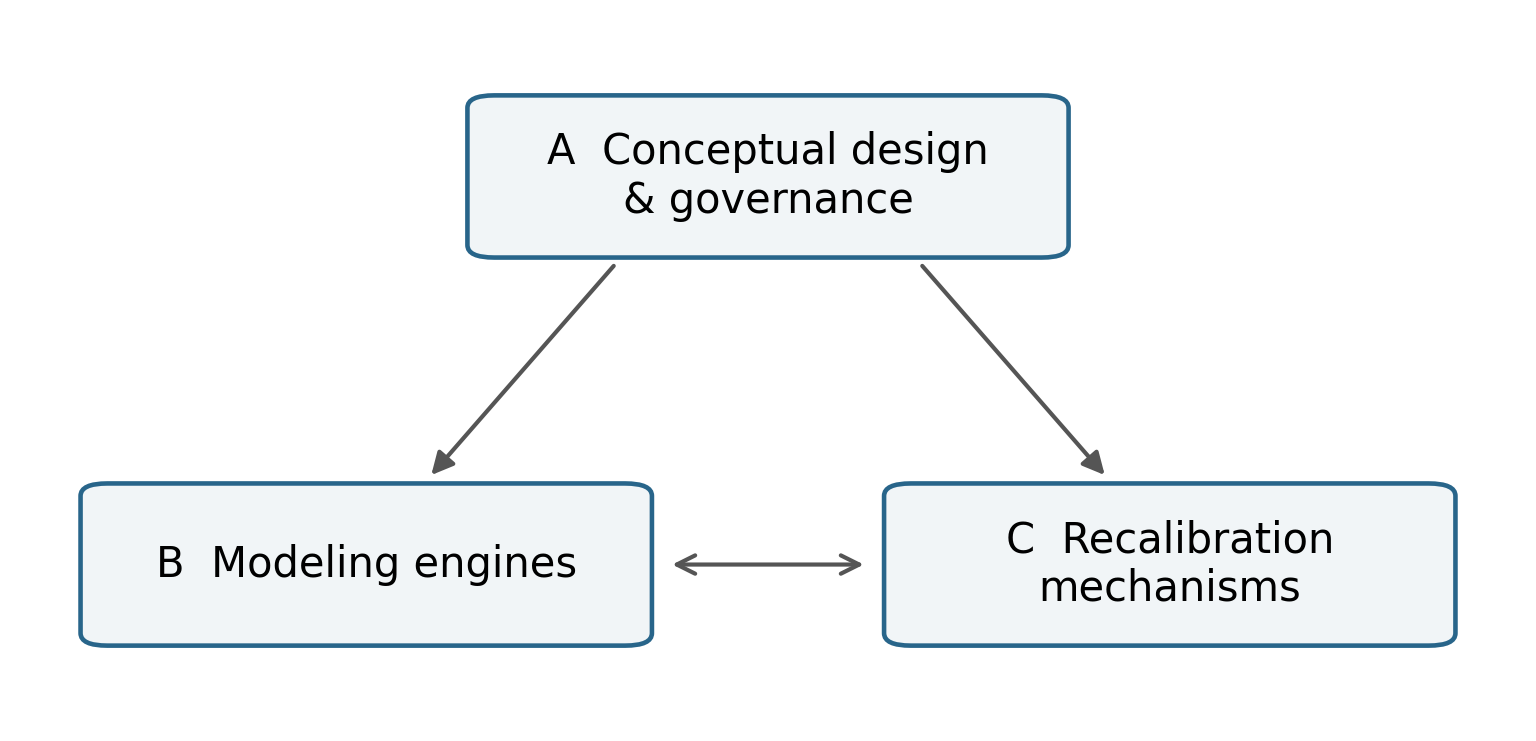 A  Conceptual design
& governance
B  Modeling engines
C  Recalibration
mechanisms